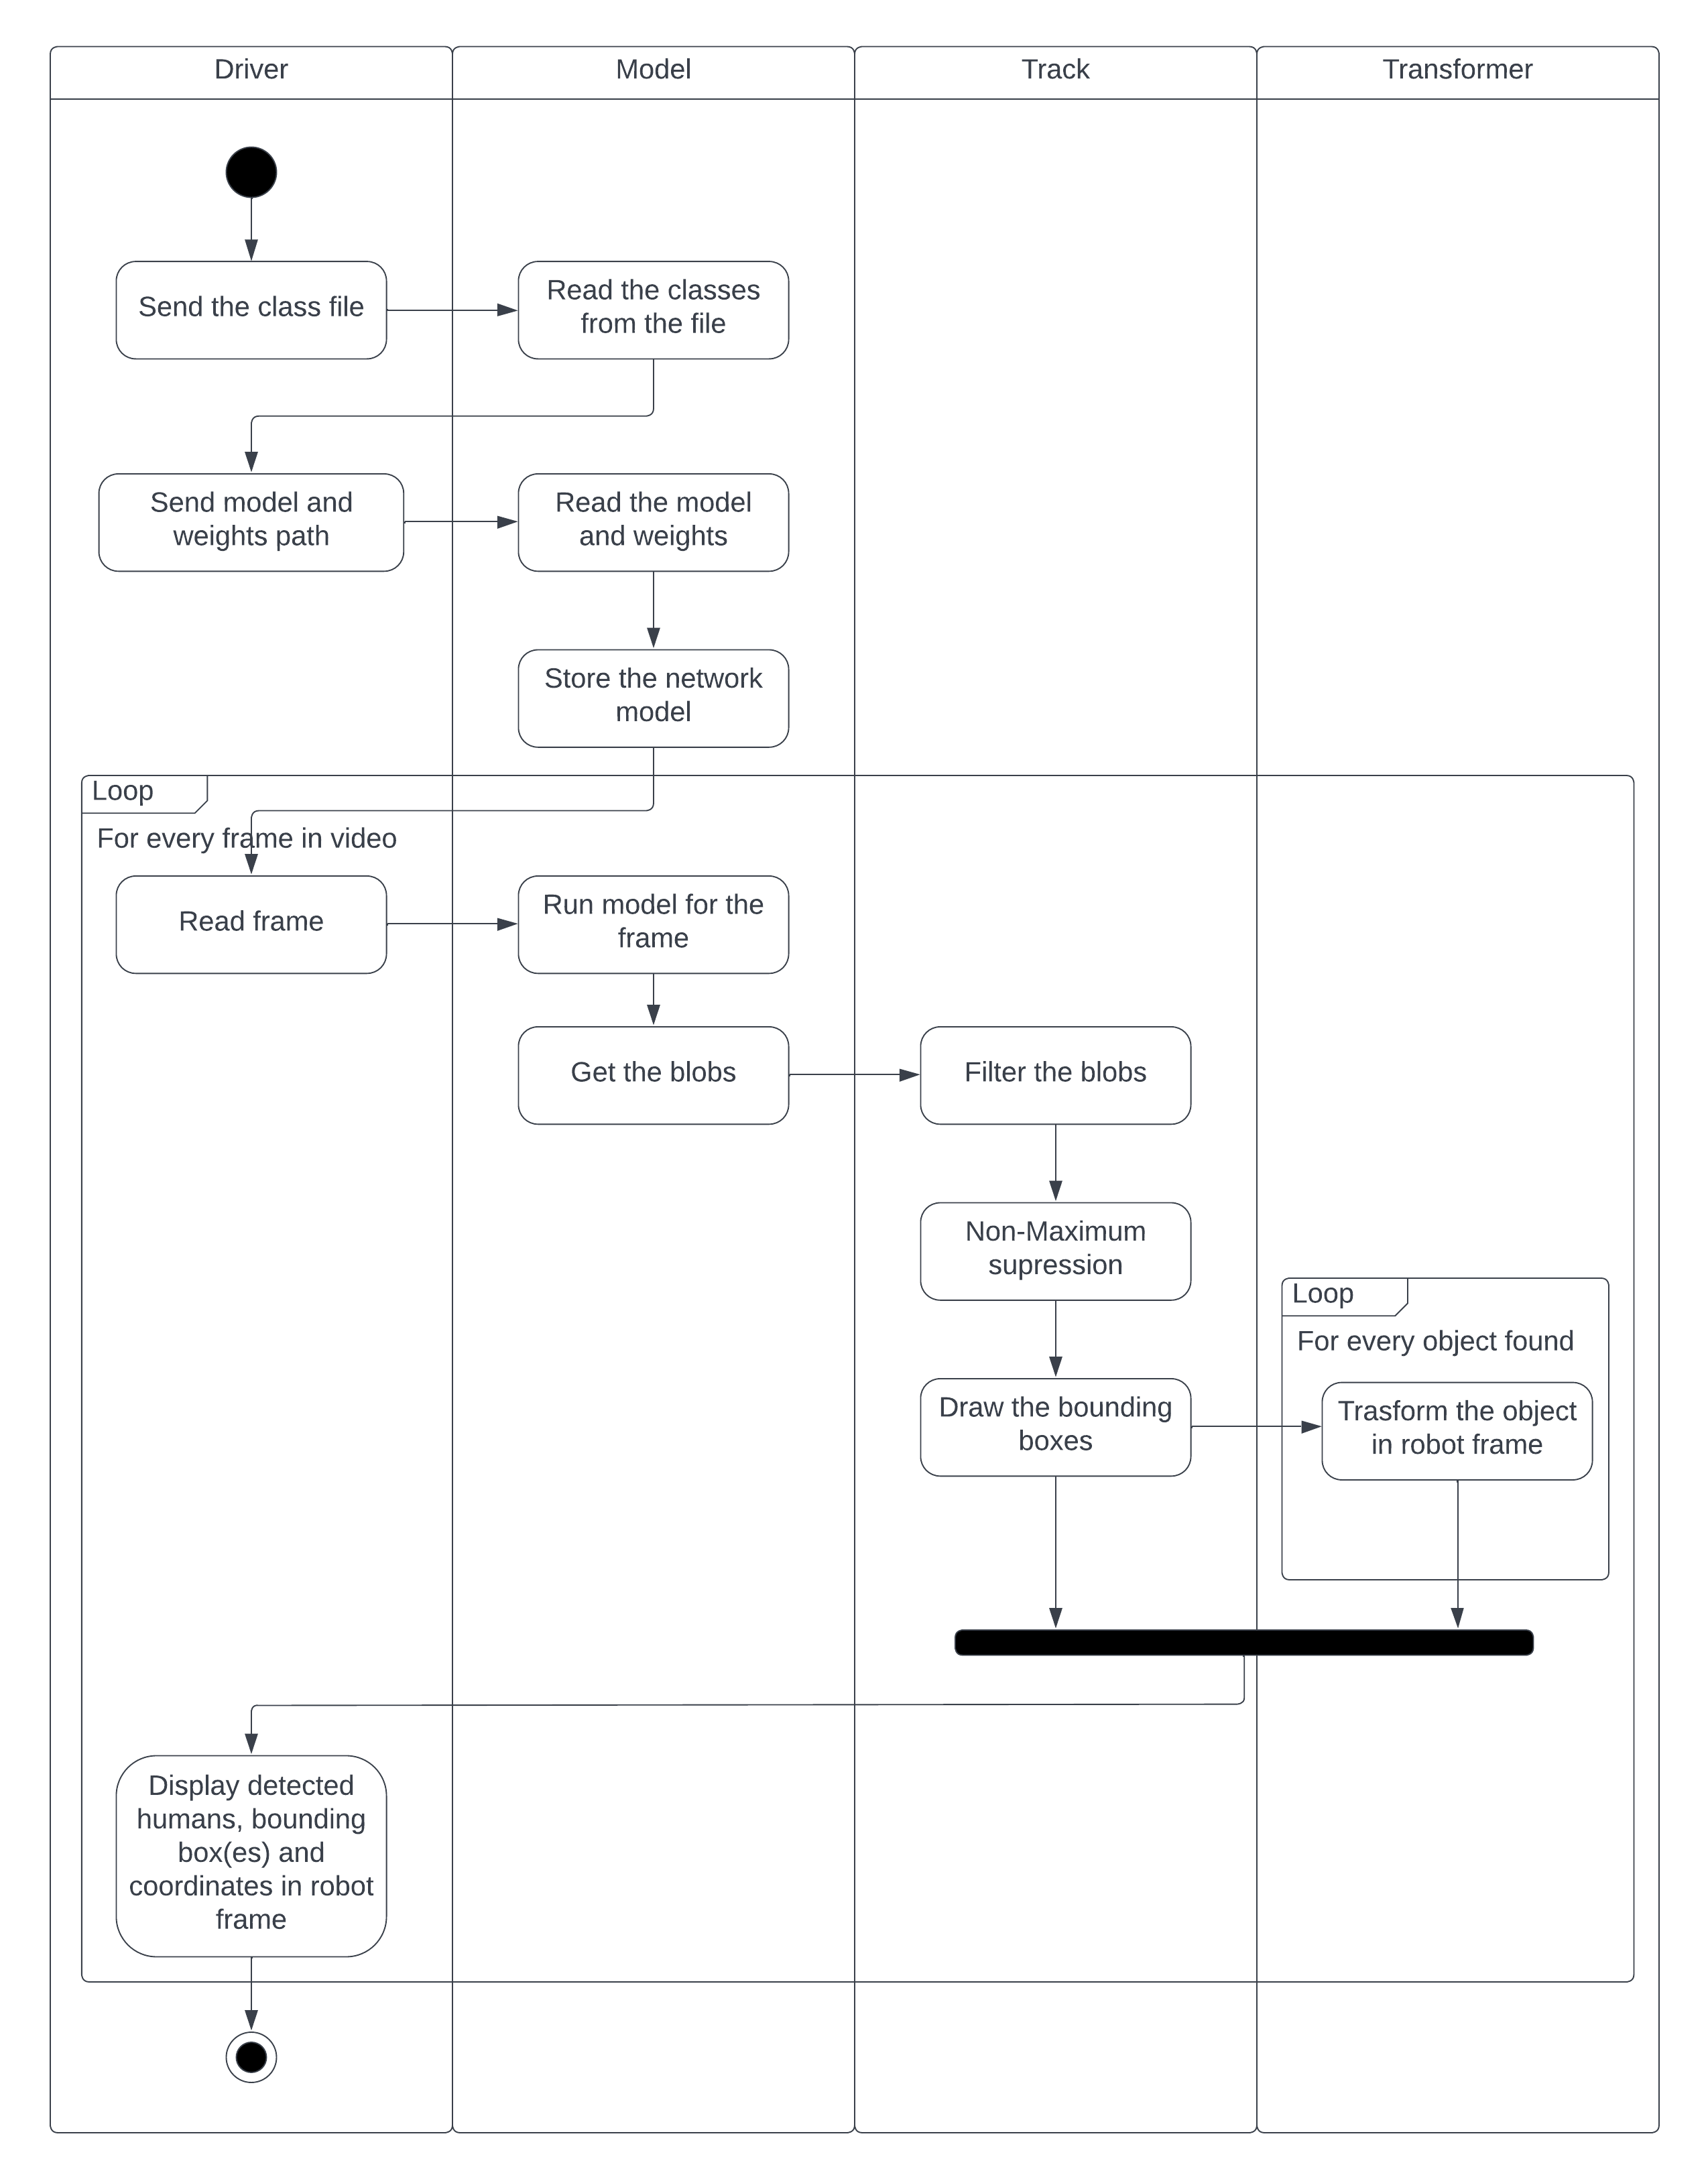 Driver
Model
Track
Transformer
Send the class file
Read the classes
from the file
Send model and
weights path
Read the model
and weights
Store the network
model
Loop
For every frame in video
Read frame
Run model for the
frame
Get the blobs
Filter the blobs
Non-Maximum
supression
Loop
For every object found
Draw the bounding
boxes
Trasform the object
in robot frame
Display detected
humans, bounding
box(es) and
coordinates in robot
frame